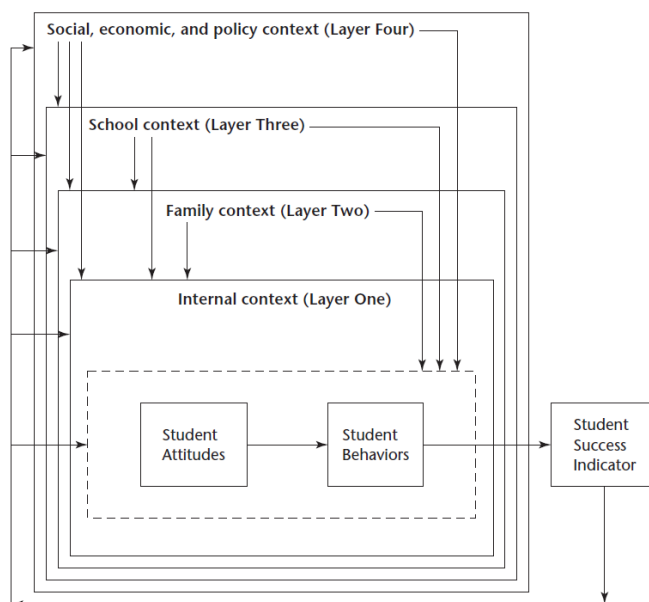 Social, economic, and policy context (Layer Four)
School context (Layer Three)
Family context (Layer Two)
Internal context (Layer One)
Student
Attitudes
Student
Behaviors
Student
Success
Indicator